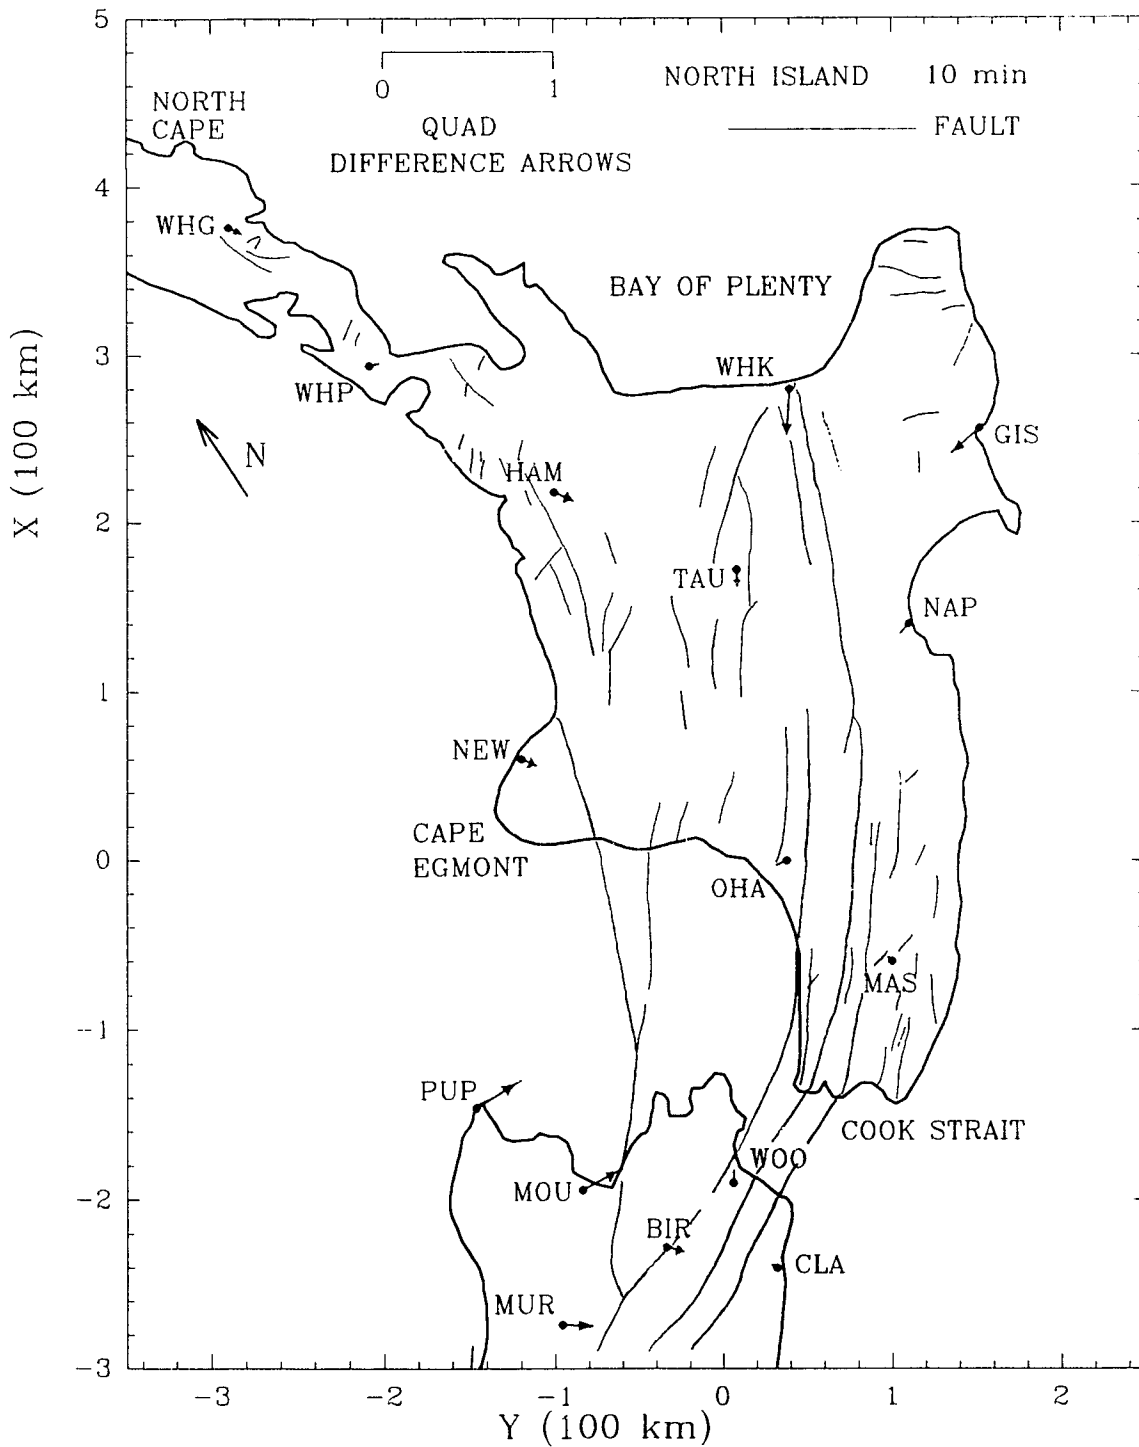 5
4
3
2
1
0
-1
-2
-3
X (100 km)
0 1
QUAD
DIFFERENCE ARROWS
NORTH ISLAND 10 min
FAULT
NORTH
CAPE
WHG
BAY OF PLENTY
WHP
WHK
GIS
N
HAM
TAU
NAP
NEW
CAPE
EGMONT
OHA
MAS
PUP
COOK STRAIT
WOO
MOU
BIR
CLA
MUR
-3 -2 -1 0 1 2
Y (100 km)